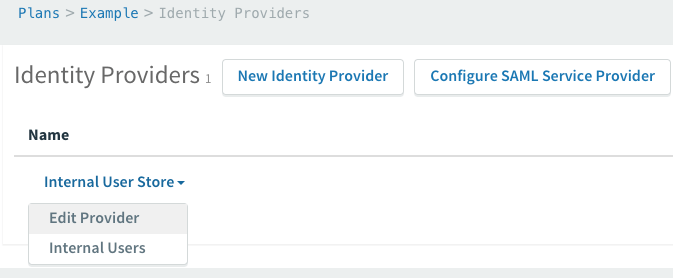 Plans > Example > Identity Providers
Identity Providers 1 New Identity Provider Configure SAML Service Provider
Name
Internal User Store
Edit Provider
Internal Users